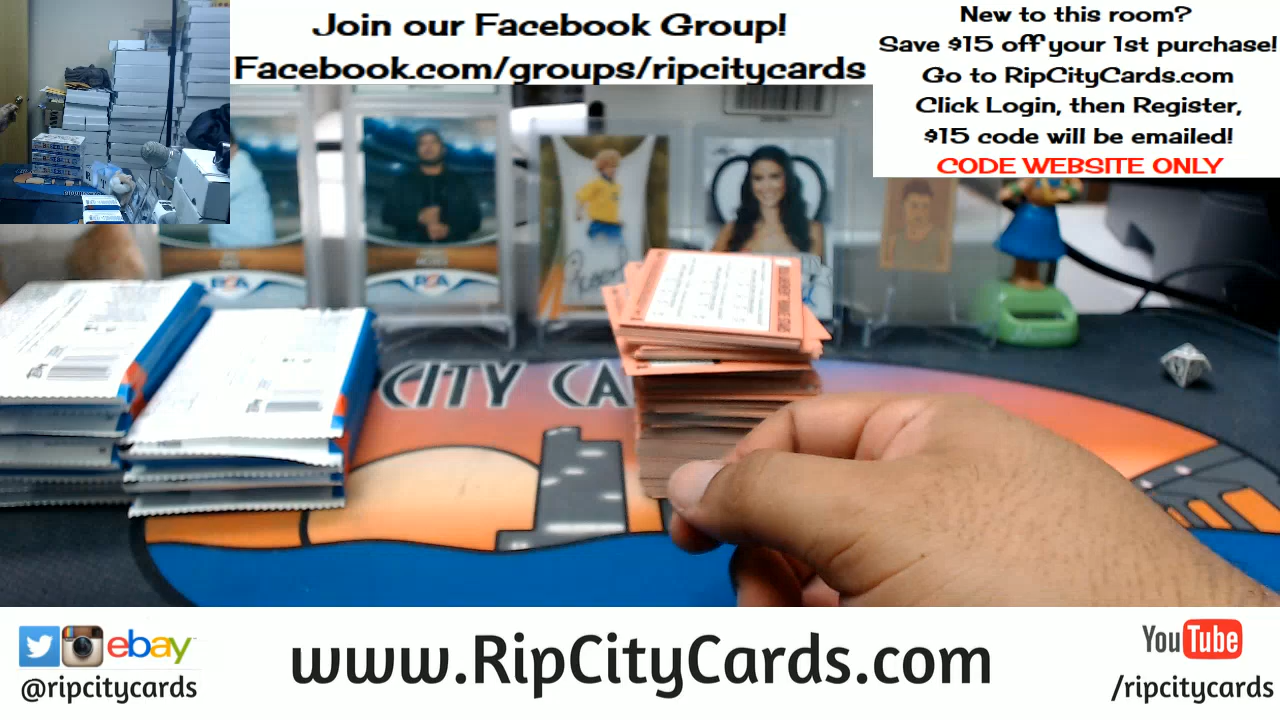 Join our Facebook Group!
Facebook.com/groups/ripcitycards
New to this room?
Save $15 off your 1st purchase!
Go to RipCityCards.com
Click Login, then Register,
$15 code will be emailed!
CODE WEBSITE ONLY
CITY CA
ebay
@ripcitycards
www.RipCityCards.com
YouTube
/ripcitycards